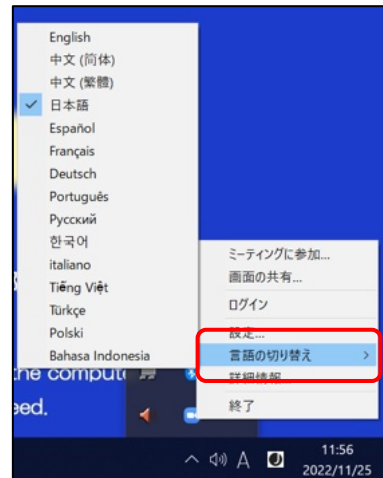 English
中文 (简体)
中文 (繁體)
日本語
Español
Français
Deutsch
Português
Русский
한국어
italiano
Tiếng Việt
Türkçe
Polski
Bahasa Indonesia
ミーティングに参加...
画面の共有...
ログイン
設定...
言語の切り替え
詳細情報...
終了
the compute
eed.
A
11:56
2022/11/25